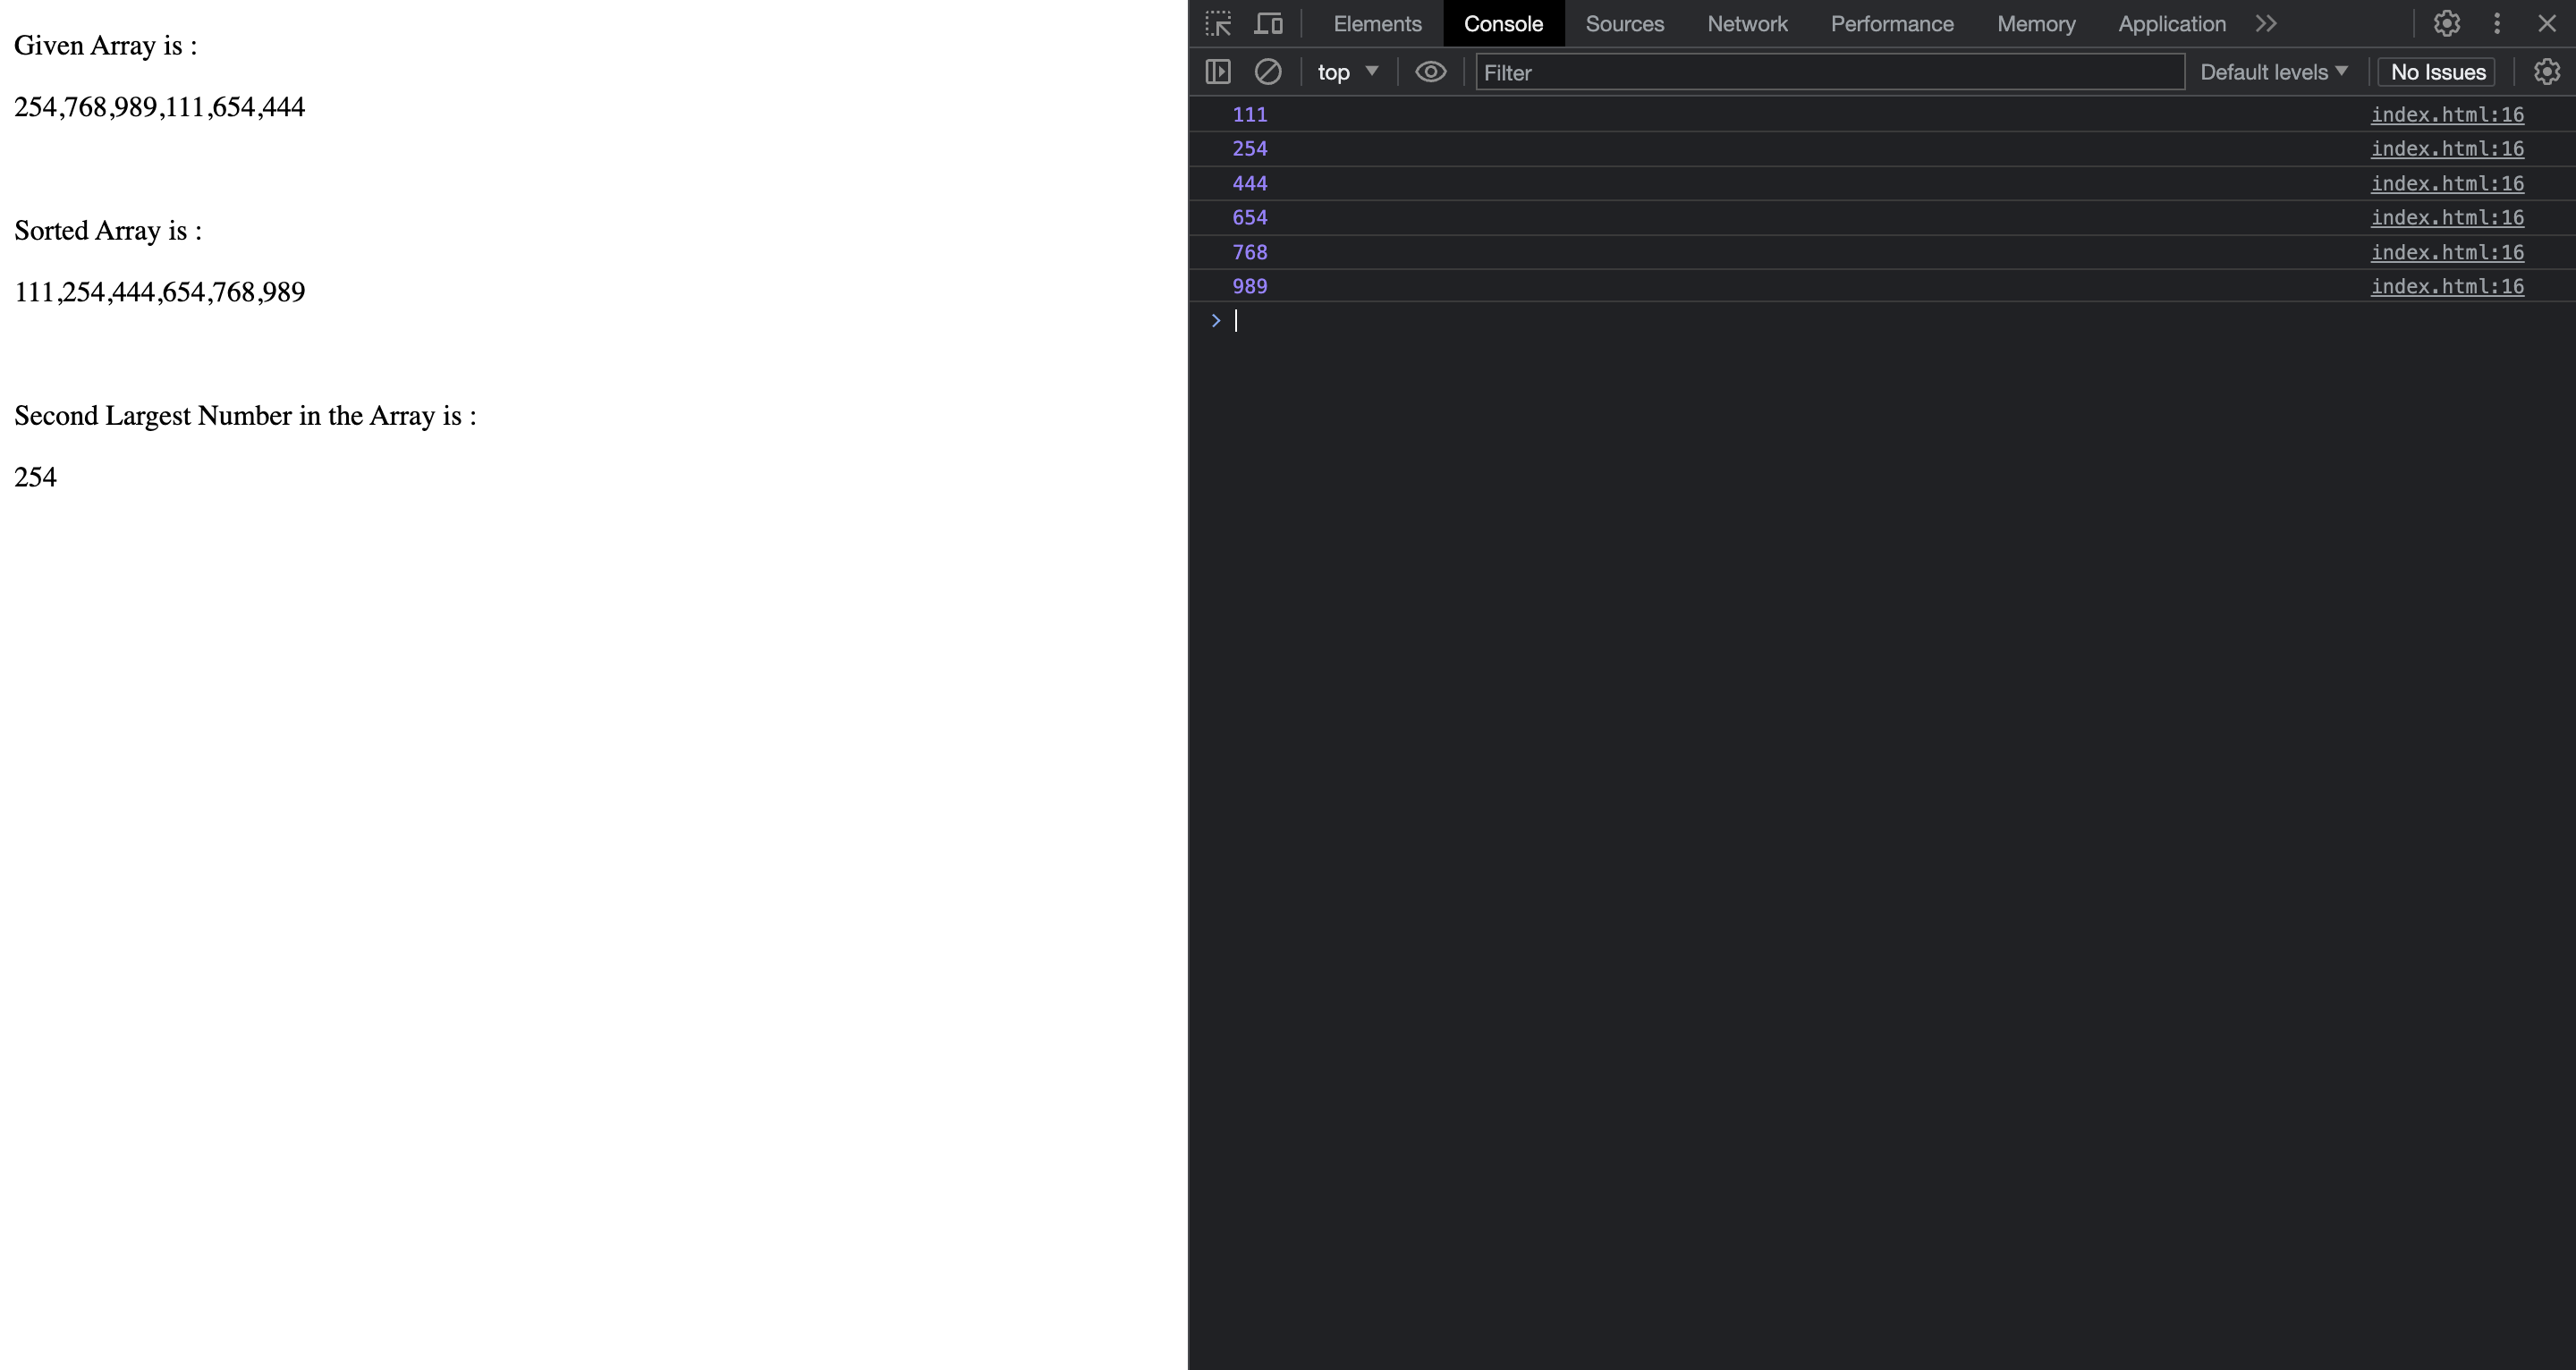 Given Array is :
254,768,989,111,654,444
Sorted Array is :
111,254,444,654,768,989
Second Largest Number in the Array is :
254
Elements Console Sources Network Performance Memory Application
top Filter Default levels No Issues
111 index.html:16
254 index.html:16
444 index.html:16
654 index.html:16
768 index.html:16
989 index.html:16